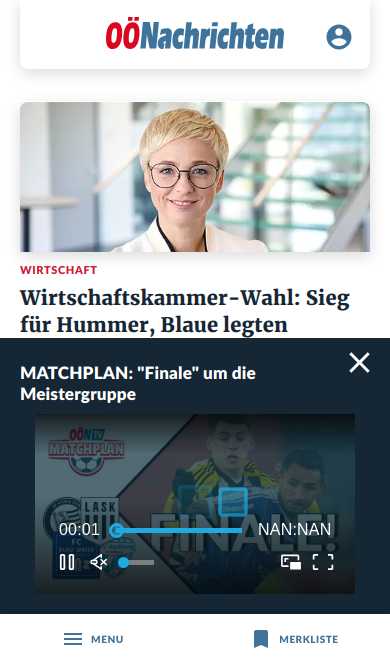 OÖNachrichten
WIRTSCHAFT
Wirtschaftskammer-Wahl: Sieg
für Hummer, Blaue legten
MATCHPLAN: "Finale" um die
Meistergruppe
OÖN TV
MATCHPLAN
LASK
FC
FINALE!
00:01
NAN:NAN
MENU
MERKLISTE